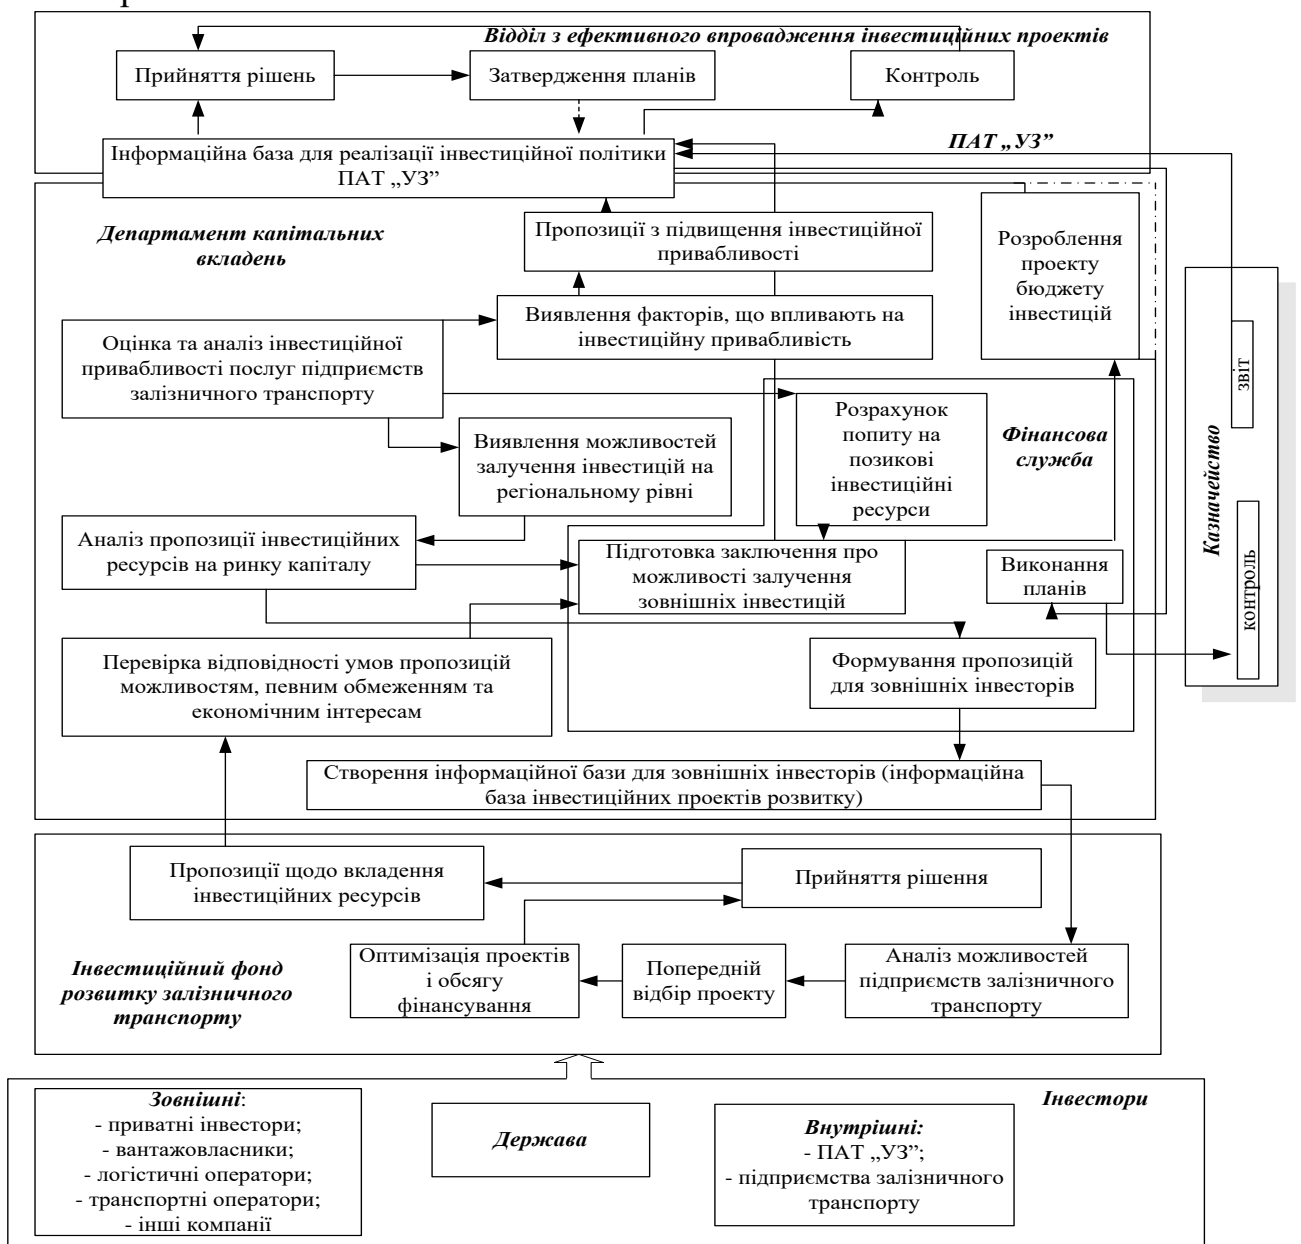 Відділ з ефективного впровадження інвестиційних проектів
Прийняття рішень
Затвердження планів
Контроль
ПАТ „УЗ”
Інформаційна база для реалізації інвестиційної політики
ПАТ „УЗ”
Департамент капітальних
вкладень
Пропозиції з підвищення інвестиційної
привабливості
Розроблення
проекту
бюджету
інвестицій
Виявлення факторів, що впливають на
інвестиційну привабливість
Оцінка та аналіз інвестиційної
привабливості послуг підприємств
залізничного транспорту
Розрахунок
попиту на
позикові
інвестиційні
ресурси
Фінансова
служба
Виявлення можливостей
залучення інвестицій на
регіональному рівні
Казначейство
звіт
контроль
Аналіз пропозиції інвестиційних
ресурсів на ринку капіталу
Підготовка заключення про
можливості залучення
зовнішніх інвестицій
Виконання
планів
Перевірка відповідності умов пропозицій
можливостям, певним обмеженням та
економічним інтересам
Формування пропозицій
для зовнішніх інвесторів
Створення інформаційної бази для зовнішніх інвесторів (інформаційна
база інвестиційних проектів розвитку)
Пропозиції щодо вкладення
інвестиційних ресурсів
Прийняття рішення
Інвестиційний фонд
розвитку залізничного
транспорту
Оптимізація проектів
і обсягу
фінансування
Попередній
відбір проекту
Аналіз можливостей
підприємств залізничного
транспорту
Інвестори
Зовнішні:
- приватні інвестори;
- вантажовласники;
- логістичні оператори;
- транспортні оператори;
- інші компанії
Держава
Внутрішні:
- ПАТ „УЗ”;
- підприємства залізничного
транспорту